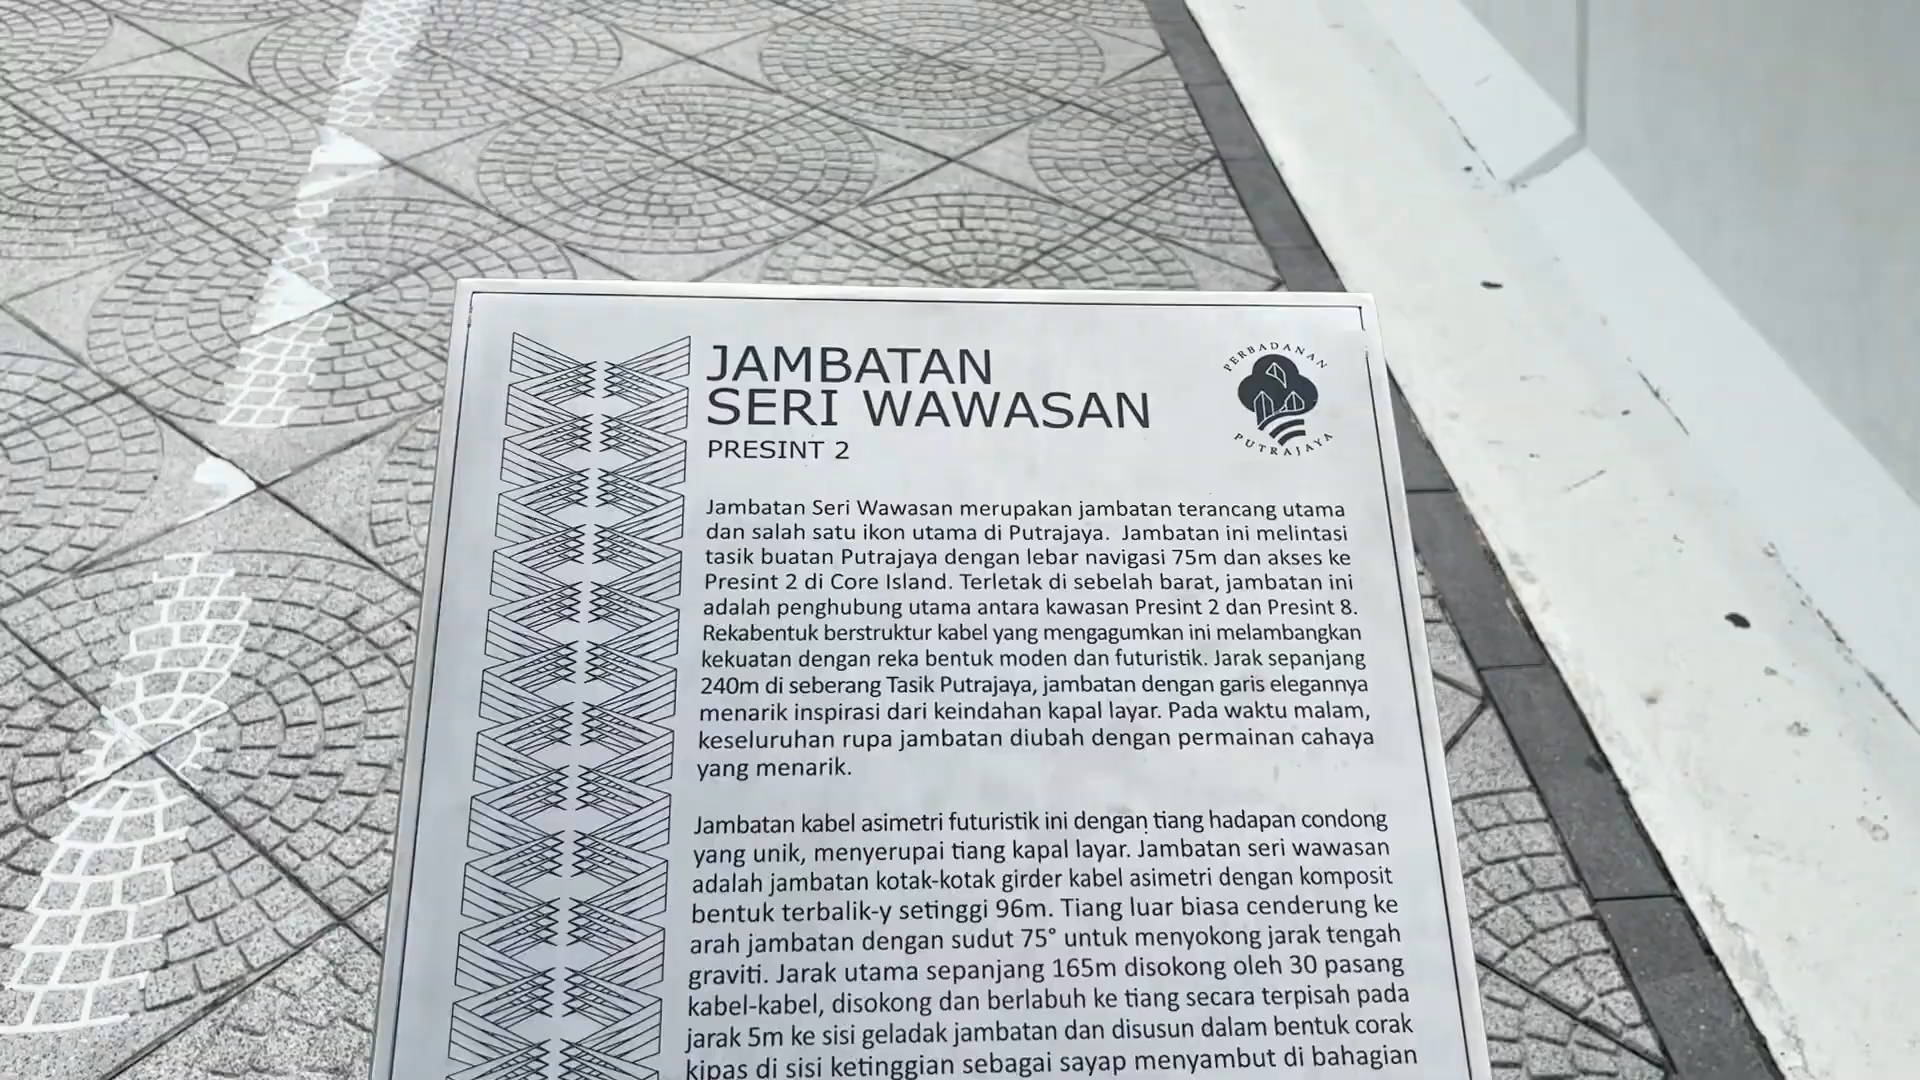 JAMBATAN
SERI WAWASAN
PRESINT 2
PERBADANAN
PUTRAJAYA
Jambatan Seri Wawasan merupakan jambatan terancang utama
dan salah satu ikon utama di Putrajaya. Jambatan ini melintasi
tasik buatan Putrajaya dengan lebar navigasi 75m dan akses ke
Presint 2 di Core Island. Terletak di sebelah barat, jambatan ini
adalah penghubung utama antara kawasan Presint 2 dan Presint 8.
Rekabentuk berstruktur kabel yang mengagumkan ini melambangkan
kekuatan dengan reka bentuk moden dan futuristik. Jarak sepanjang
240m di seberang Tasik Putrajaya, jambatan dengan garis elegannya
menarik inspirasi dari keindahan kapal layar. Pada waktu malam,
keseluruhan rupa jambatan diubah dengan permainan cahaya
yang menarik.
Jambatan kabel asimetri futuristik ini dengan tiang hadapan condong
yang unik, menyerupai tiang kapal layar. Jambatan seri wawasan
adalah jambatan kotak-kotak girder kabel asimetri dengan komposit
bentuk terbalik-y setinggi 96m. Tiang luar biasa cenderung ke
arah jambatan dengan sudut 75° untuk menyokong jarak tengah
graviti. Jarak utama sepanjang 165m disokong oleh 30 pasang
kabel-kabel, disokong dan berlabuh ke tiang secara terpisah pada
jarak 5m ke sisi geladak jambatan dan disusun dalam bentuk corak
kipas di sisi ketinggian sebagai sayap menyambut di bahagian